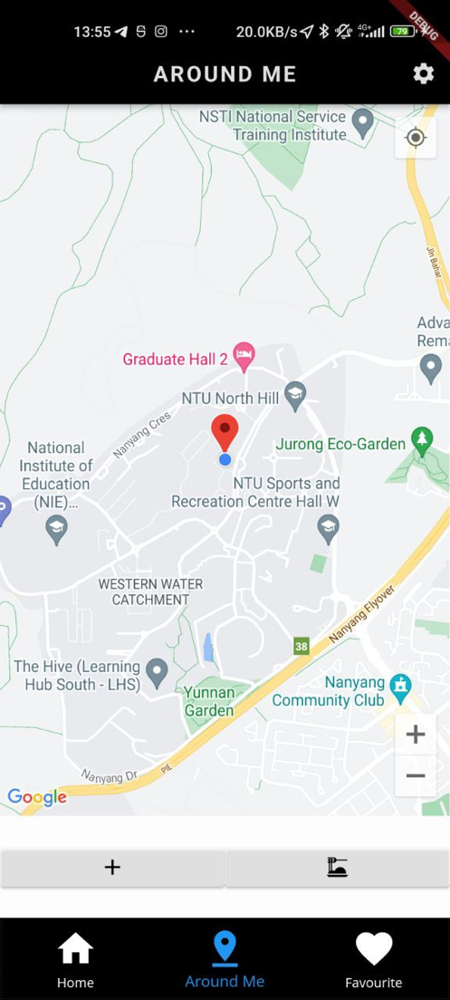 13:55
20.0KB/s
4G+
79
DEBUG
AROUND ME
NSTI National Service
Training Institute
Jln Bahar
Adva
Rema
Graduate Hall 2
NTU North Hill
Nanyang Cres
Jurong Eco-Garden
National
Institute of
Education
(NIE)...
NTU Sports and
Recreation Centre Hall W
WESTERN WATER
CATCHMENT
Nanyang Flyover
38
The Hive (Learning
Hub South - LHS)
Yunnan
Garden
Nanyang
Community Club
+
−
Nanyang Dr
PIE
Google
+
Home
Around Me
Favourite